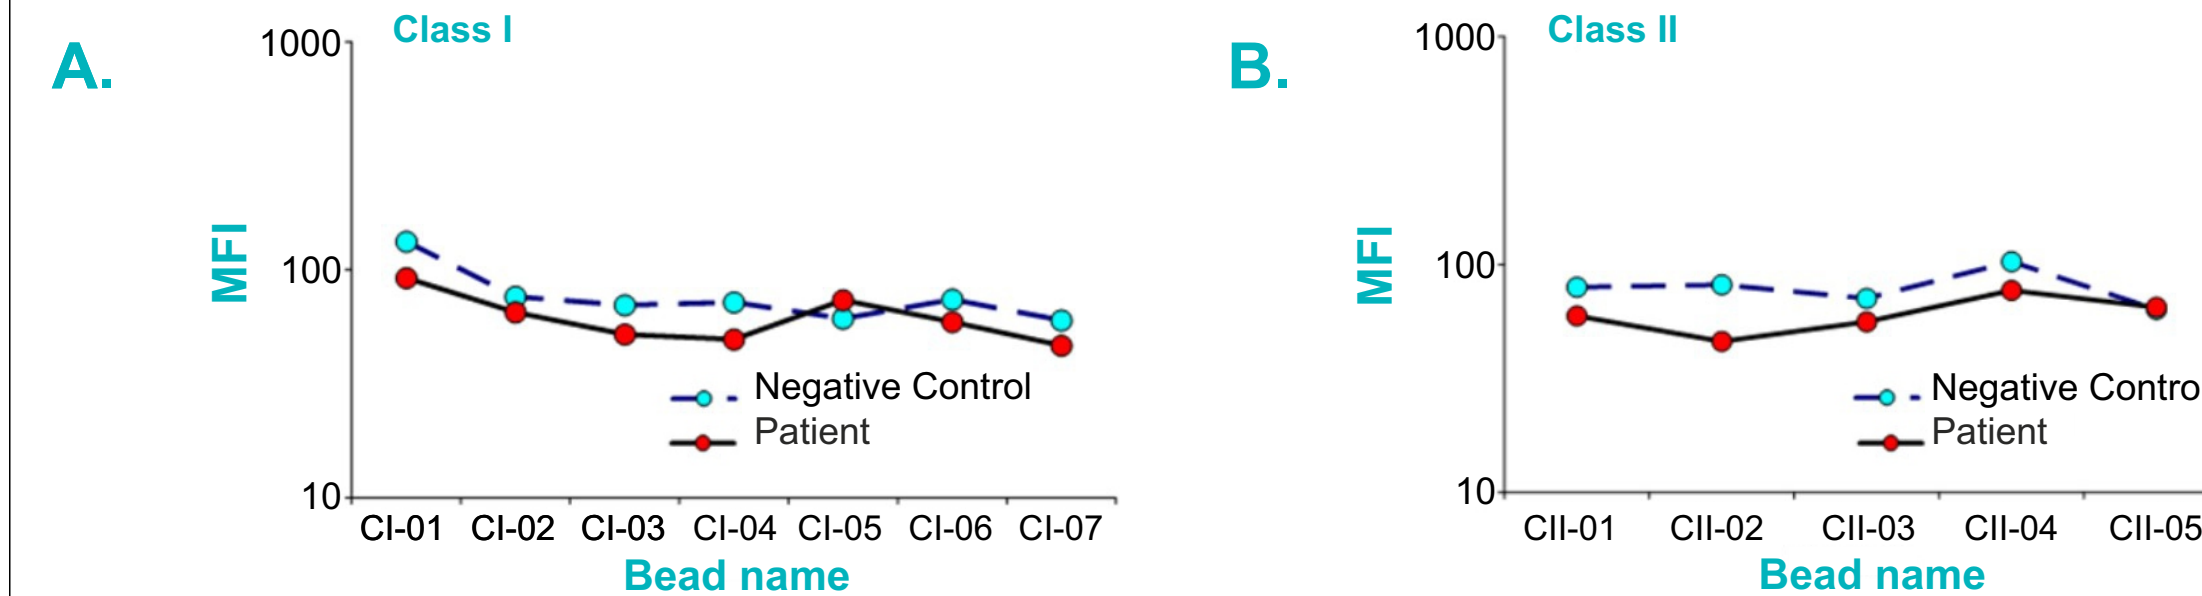 A.
Class I
1000
100
10
MFI
Negative Control
Patient
CI-01 CI-02 CI-03 CI-04 CI-05 CI-06 CI-07
Bead name
B.
Class II
1000
100
10
MFI
Negative Contro
Patient
CII-01 CII-02 CII-03 CII-04 CII-05
Bead name